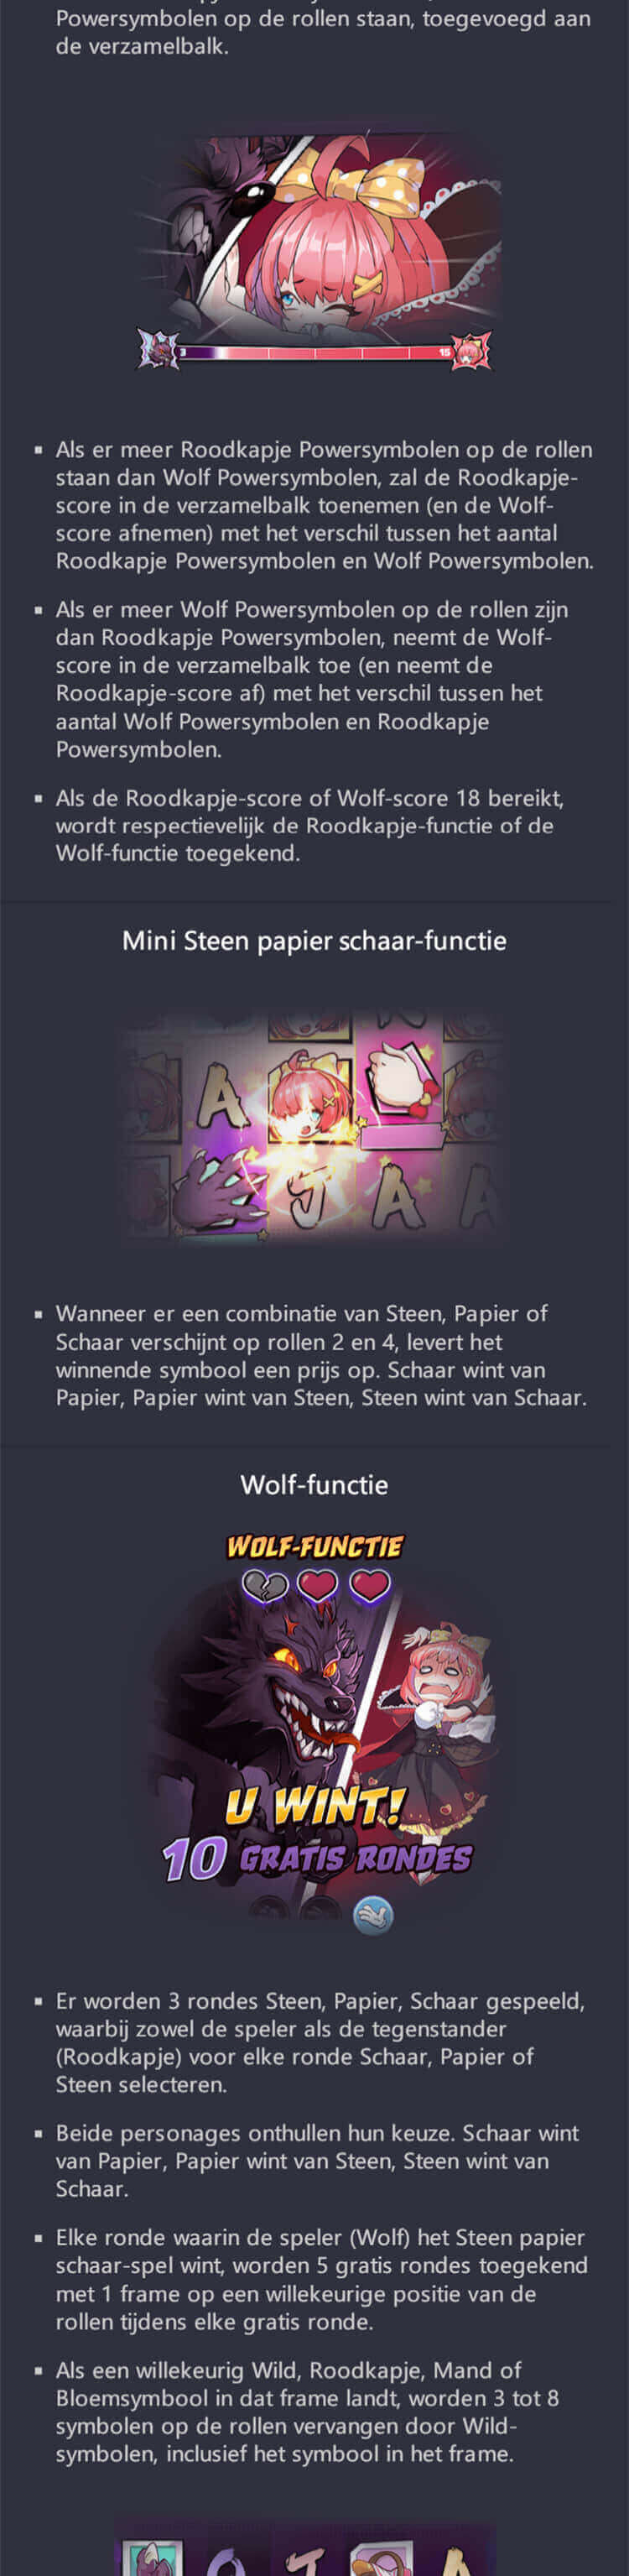 Powersymbolen op de rollen staan, toegevoegd aan
de verzamelbalk.
3
15
Als er meer Roodkapje Powersymbolen op de rollen
staan dan Wolf Powersymbolen, zal de Roodkapje-
score in de verzamelbalk toenemen (en de Wolf-
score afnemen) met het verschil tussen het aantal
Roodkapje Powersymbolen en Wolf Powersymbolen.
Als er meer Wolf Powersymbolen op de rollen zijn
dan Roodkapje Powersymbolen, neemt de Wolf-
score in de verzamelbalk toe (en neemt de
Roodkapje-score af) met het verschil tussen het
aantal Wolf Powersymbolen en Roodkapje
Powersymbolen.
Als de Roodkapje-score of Wolf-score 18 bereikt,
wordt respectievelijk de Roodkapje-functie of de
Wolf-functie toegekend.
Mini Steen papier schaar-functie
A
J A A
Wanneer er een combinatie van Steen, Papier of
Schaar verschijnt op rollen 2 en 4, levert het
winnende symbool een prijs op. Schaar wint van
Papier, Papier wint van Steen, Steen wint van Schaar.
Wolf-functie
WOLF-FUNCTIE
U WINT!
10 GRATIS RONDES
Er worden 3 rondes Steen, Papier, Schaar gespeeld,
waarbij zowel de speler als de tegenstander
(Roodkapje) voor elke ronde Schaar, Papier of
Steen selecteren.
Beide personages onthullen hun keuze. Schaar wint
van Papier, Papier wint van Steen, Steen wint van
Schaar.
Elke ronde waarin de speler (Wolf) het Steen papier
schaar-spel wint, worden 5 gratis rondes toegekend
met 1 frame op een willekeurige positie van de
rollen tijdens elke gratis ronde.
Als een willekeurig Wild, Roodkapje, Mand of
Bloemsymbool in dat frame landt, worden 3 tot 8
symbolen op de rollen vervangen door Wild-
symbolen, inclusief het symbool in het frame.